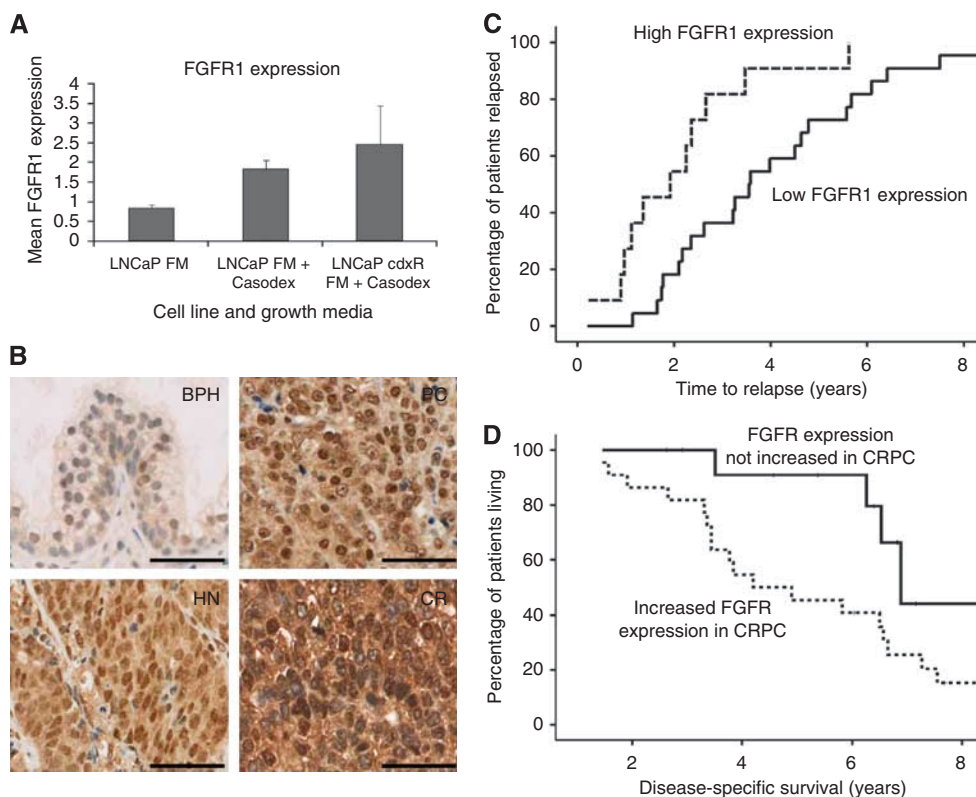 A
FGFR1 expression
Mean FGFR1 expression
4
3.5
3
2.5
2
1.5
1
0.5
0
LNCaP FM
LNCaP FM +
Casodex
LNCaP cdxR
FM + Casodex
Cell line and growth media
B
BPH
PC
HN
CR
C
High FGFR1 expression
Low FGFR1 expression
Percentage of patients relapsed
100
80
60
40
20
0
0 2 4 6 8
Time to relapse (years)
D
FGFR expression
not increased in CRPC
Increased FGFR
expression in CRPC
Percentage of patients living
100
80
60
40
20
0
2 4 6 8
Disease-specific survival (years)